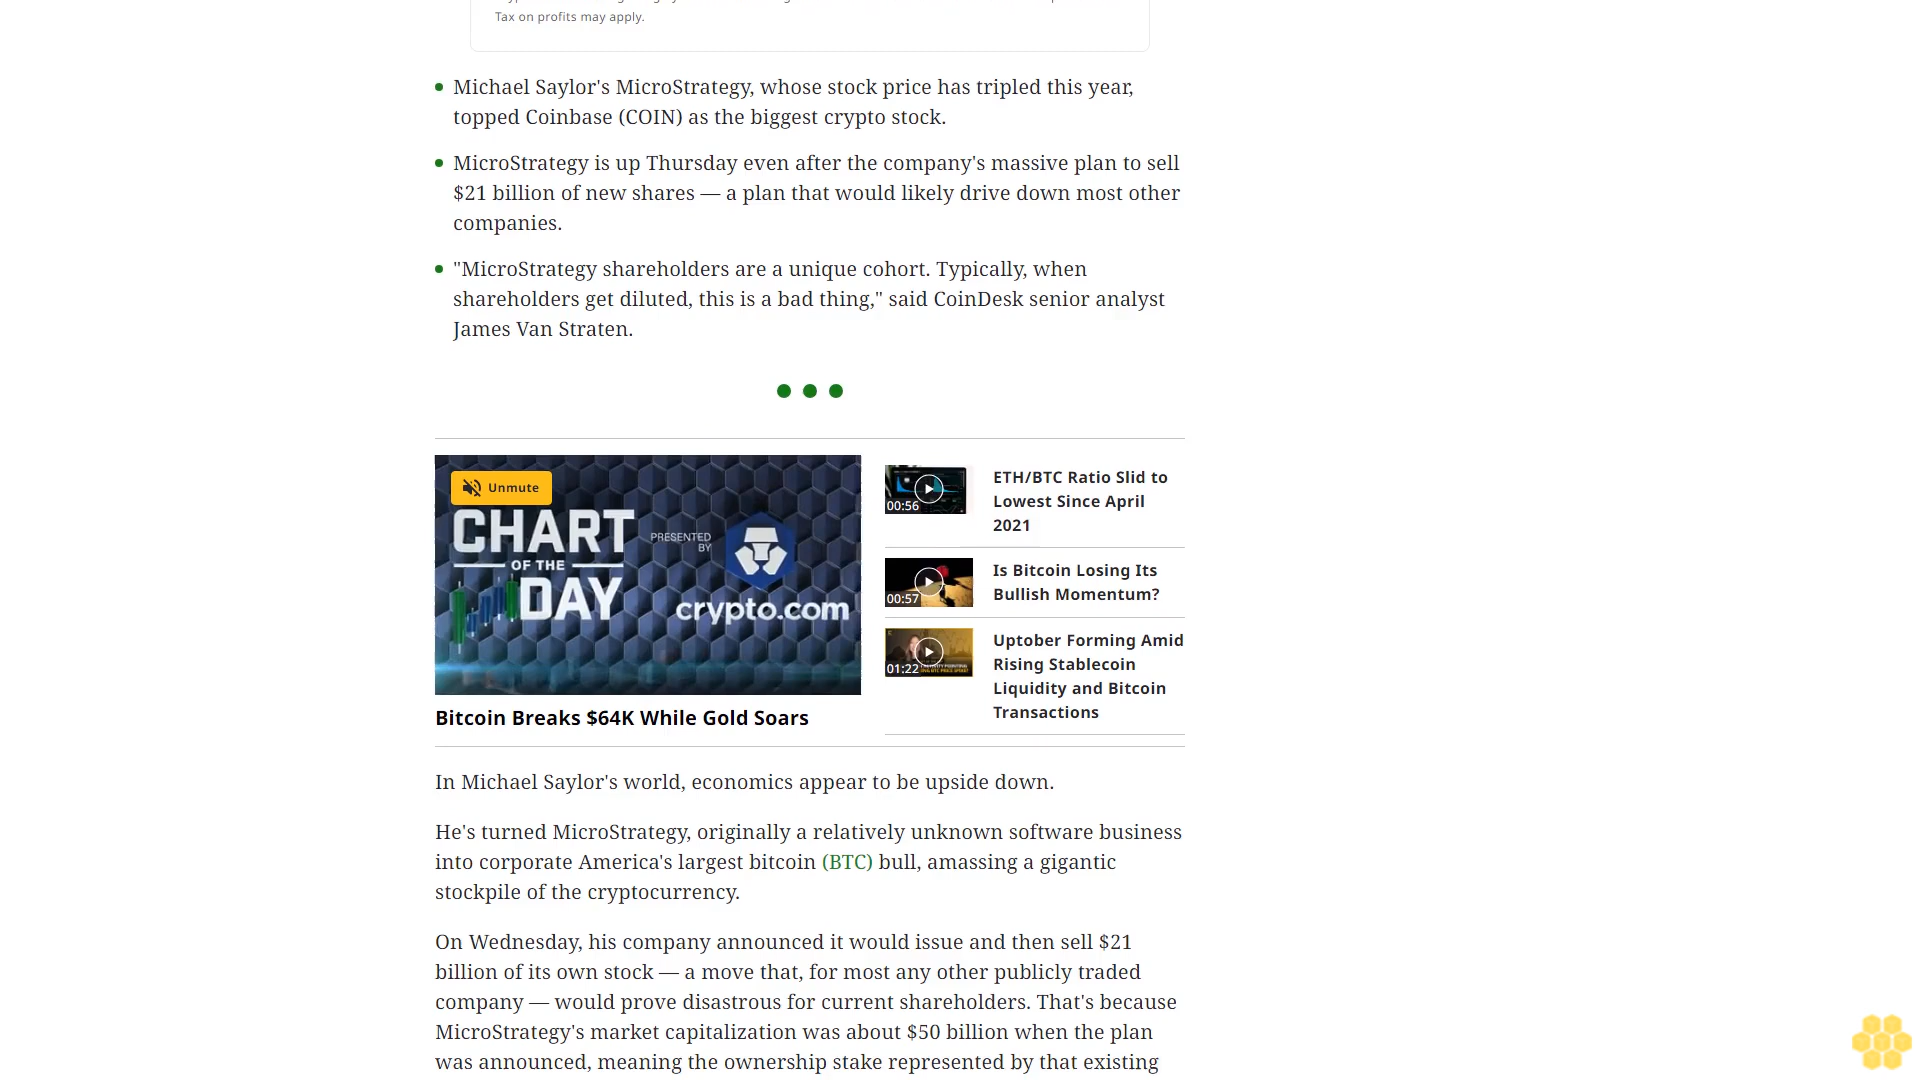 Tax on profits may apply.
Michael Saylor's MicroStrategy, whose stock price has tripled this year,
topped Coinbase (COIN) as the biggest crypto stock.
MicroStrategy is up Thursday even after the company's massive plan to sell
$21 billion of new shares — a plan that would likely drive down most other
companies.
"MicroStrategy shareholders are a unique cohort. Typically, when
shareholders get diluted, this is a bad thing," said CoinDesk senior analyst
James Van Straten.
Unmute
CHART
OF THE
DAY
PRESENTED
BY
crypto.com
Bitcoin Breaks $64K While Gold Soars
00:56
ETH/BTC Ratio Slid to
Lowest Since April
2021
00:57
Is Bitcoin Losing Its
Bullish Momentum?
01:22
Uptober Forming Amid
Rising Stablecoin
Liquidity and Bitcoin
Transactions
In Michael Saylor's world, economics appear to be upside down.
He's turned MicroStrategy, originally a relatively unknown software business
into corporate America's largest bitcoin (BTC) bull, amassing a gigantic
stockpile of the cryptocurrency.
On Wednesday, his company announced it would issue and then sell $21
billion of its own stock — a move that, for most any other publicly traded
company — would prove disastrous for current shareholders. That's because
MicroStrategy's market capitalization was about $50 billion when the plan
was announced, meaning the ownership stake represented by that existing